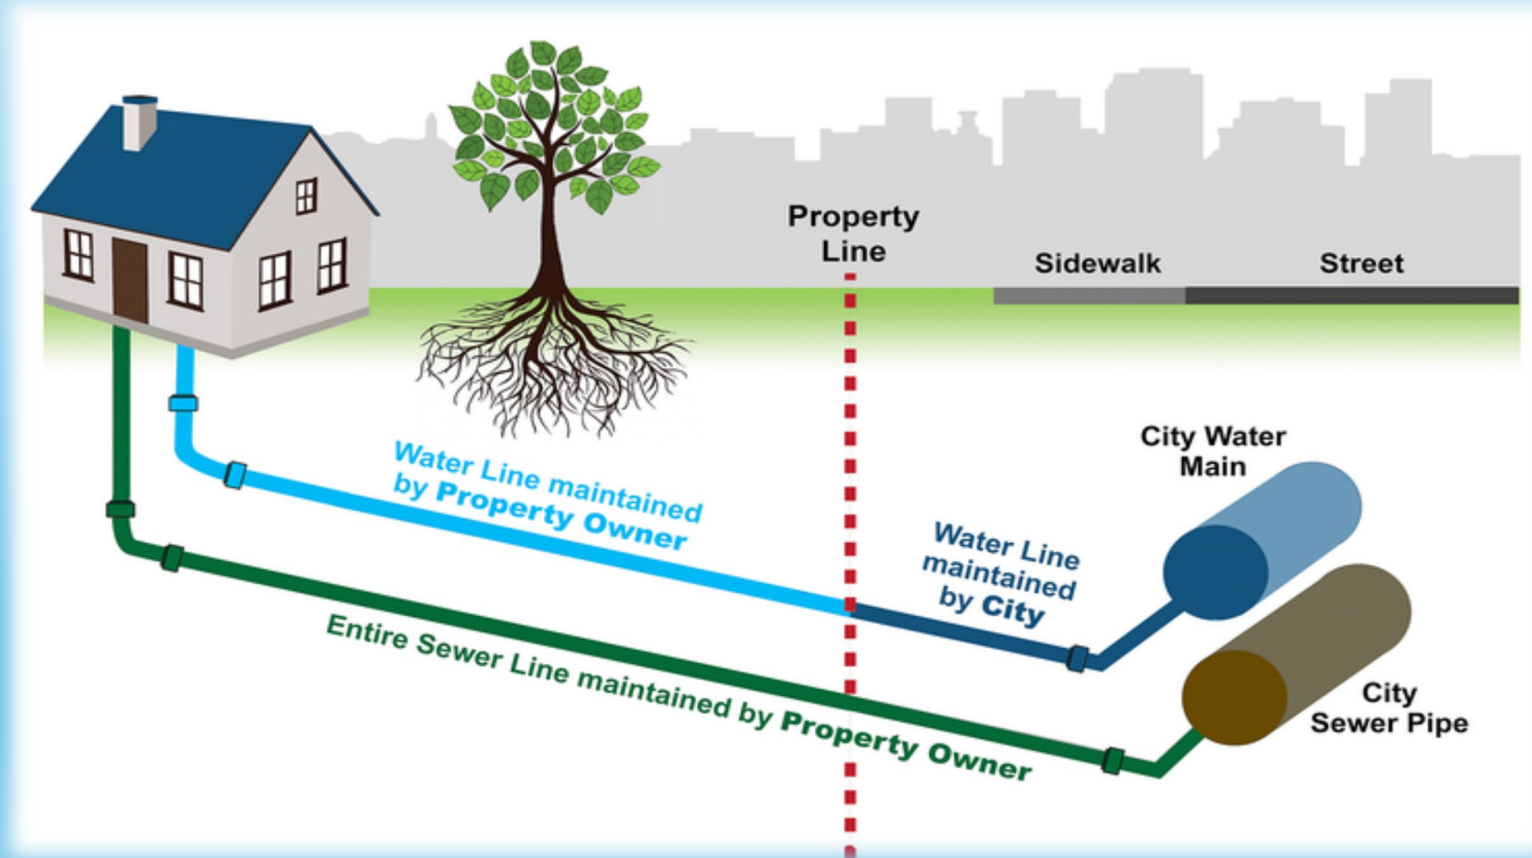 Property
Line
Sidewalk
Street
City Water
Main
Water Line maintained
by Property Owner
Water Line
maintained
by City
Entire Sewer Line maintained by Property Owner
City
Sewer Pipe